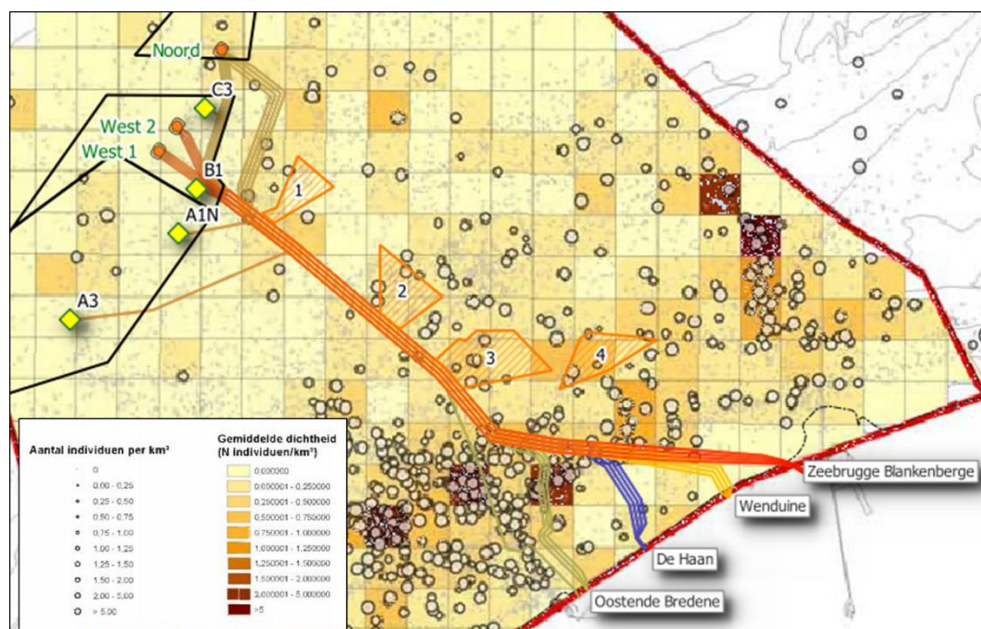 Noord
C3
West 2
West 1
B1
A1N
A3
1
2
3
4
Zeebrugge Blankenberge
Wenduine
De Haan
Oostende Bredene
Aantal individuen per km²
0
0.00 - 0,25
0.25 - 0,50
0,50 - 0,75
0,75 - 1.00
1.00 - 1,25
1,25 - 1,50
1,50 - 2,00
2.00 - 5,00
> 5,00
Gemiddelde dichtheid
(N individuen/km²)
0,000000
0,000001 - 0,250000
0,250001 - 0,500000
0,500001 - 0,750000
0,750001 - 1,000000
1,000001 - 1,250000
1,250001 - 1,500000
1,500001 - 2,000000
2,000001 - 5,000000
>5